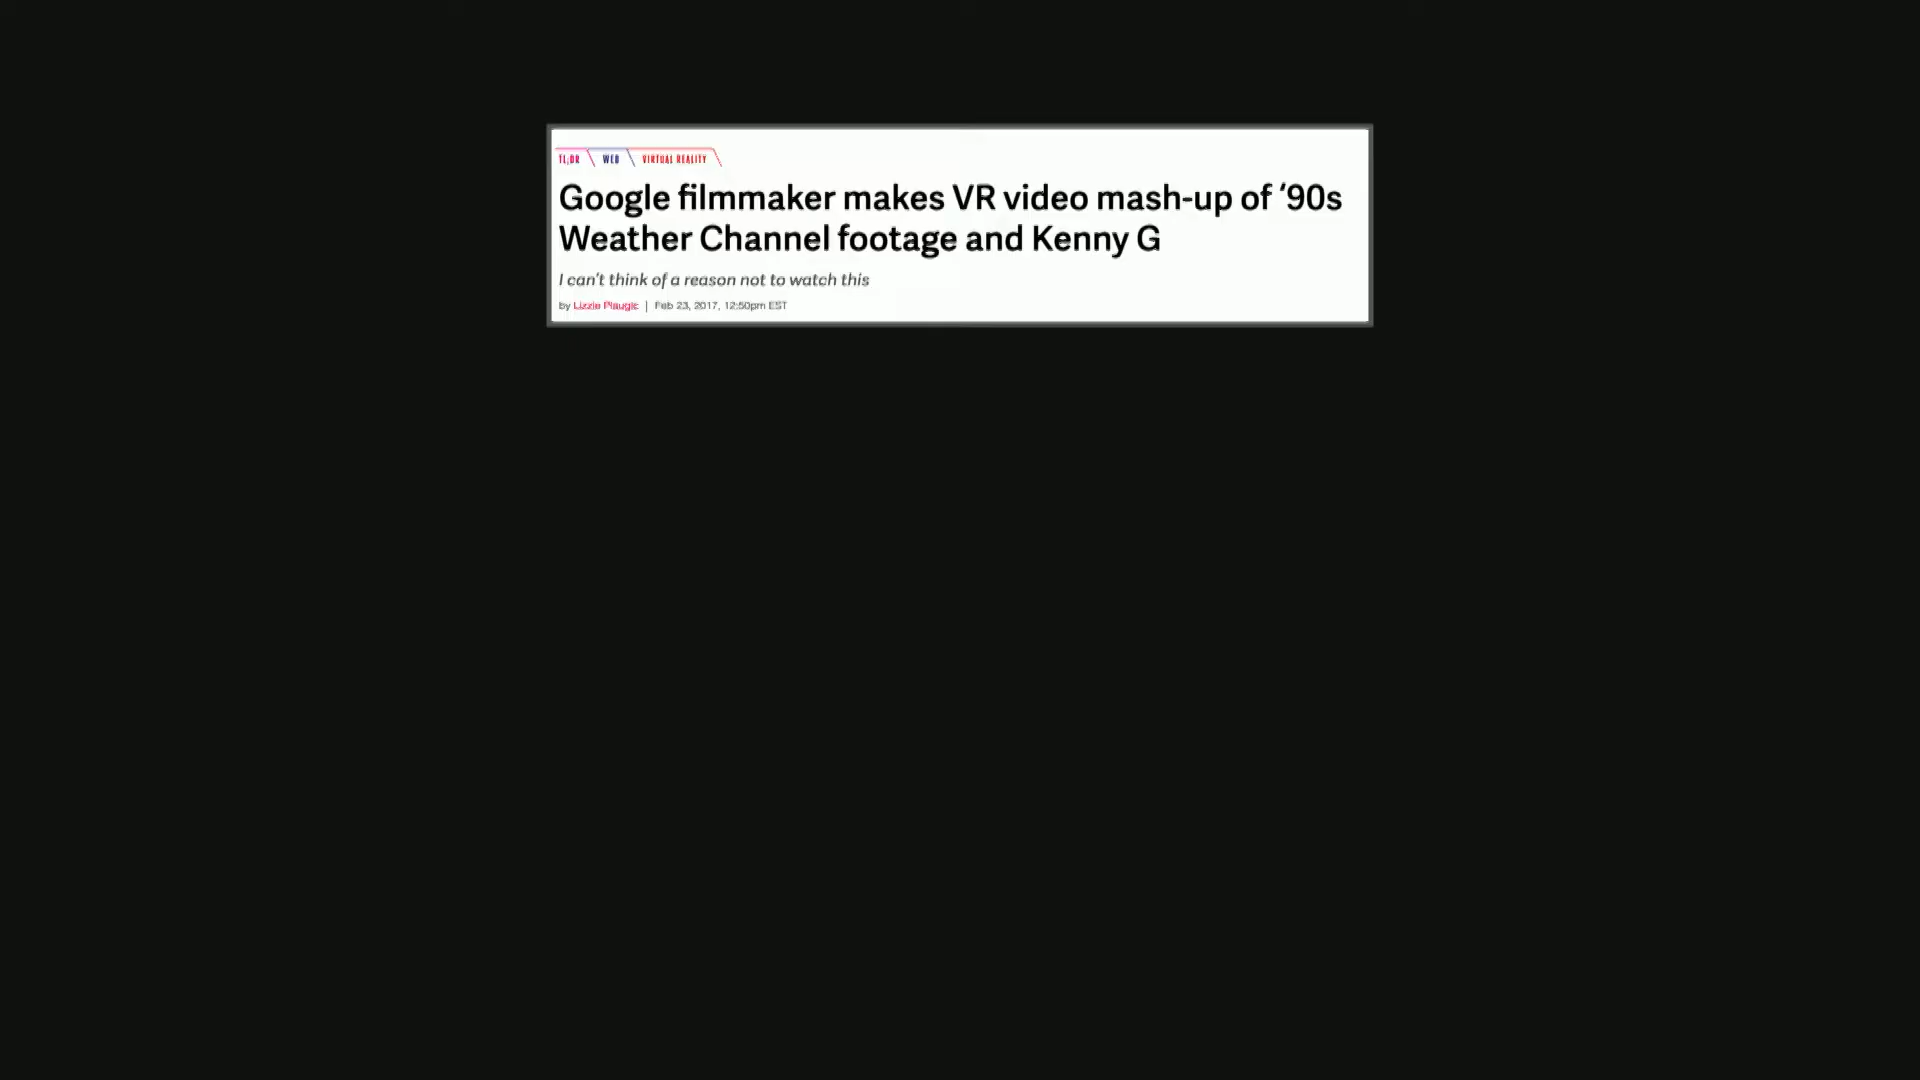 TL;DR WEB VIRTUAL REALITY
Google filmmaker makes VR video mash-up of ‘90s
Weather Channel footage and Kenny G
I can't think of a reason not to watch this
by Lizzie Plaugic | Feb 23, 2017, 12:50pm EST